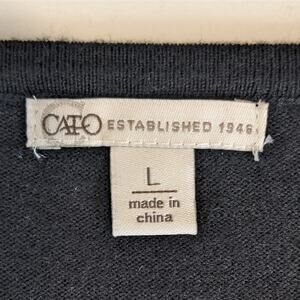 CATO ESTABLISHED 1946
L
made in
china